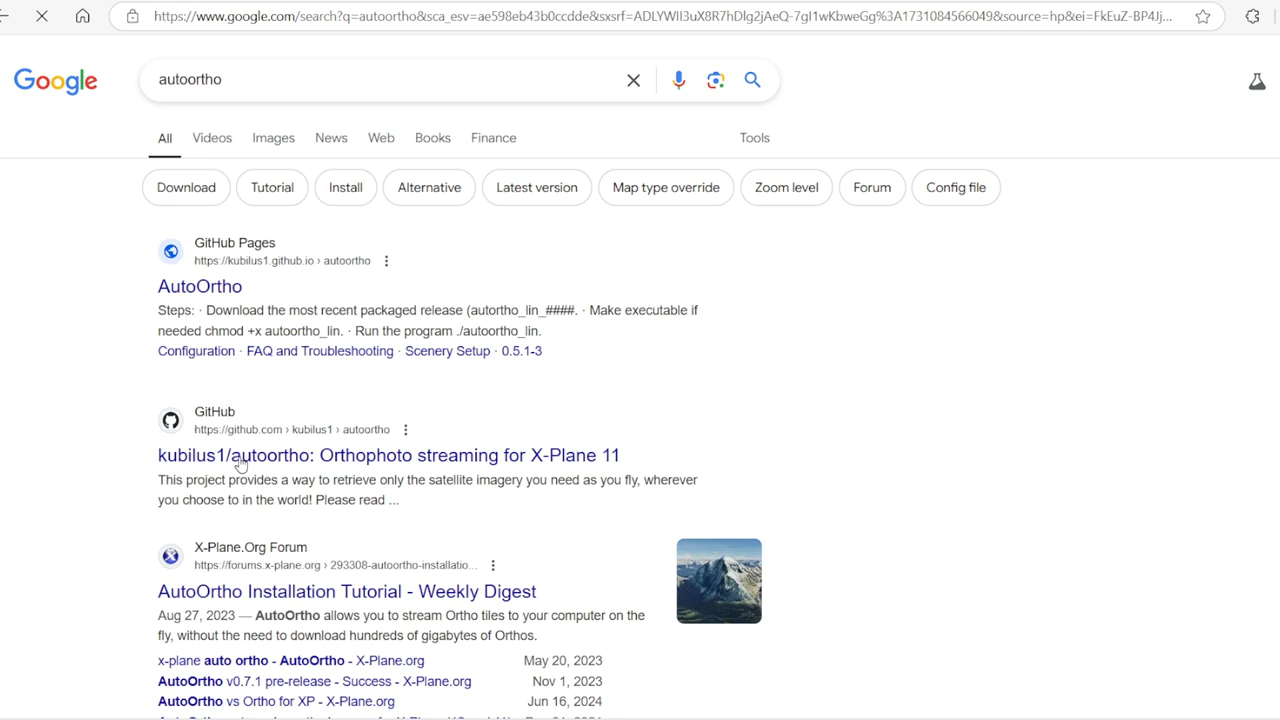 https://www.google.com/search?q=autoortho&sca_esv=ae598eb43b0ccdde&sxsrf=ADLYWII3uX8R7hDlg2jAeQ-7gI1wKbweGg%3A1731084566049&source=hp&ei=FkEuZ-BP4Jj...
Google
autoortho
All Videos Images News Web Books Finance Tools
Download Tutorial Install Alternative Latest version Map type override Zoom level Forum Config file
GitHub Pages
https://kubilus1.github.io › autoortho
AutoOrtho
Steps: · Download the most recent packaged release (autortho_lin_####. · Make executable if
needed chmod +x autoortho_lin. · Run the program ./autoortho_lin.
Configuration · FAQ and Troubleshooting · Scenery Setup · 0.5.1-3
GitHub
https://github.com › kubilus1 › autoortho
kubilus1/autoortho: Orthophoto streaming for X-Plane 11
This project provides a way to retrieve only the satellite imagery you need as you fly, wherever
you choose to in the world! Please read ...
X-Plane.Org Forum
https://forums.x-plane.org › 293308-autoortho-installatio...
AutoOrtho Installation Tutorial - Weekly Digest
Aug 27, 2023 — AutoOrtho allows you to stream Ortho tiles to your computer on the
fly, without the need to download hundreds of gigabytes of Orthos.
x-plane auto ortho - AutoOrtho - X-Plane.org May 20, 2023
AutoOrtho v0.7.1 pre-release - Success - X-Plane.org Nov 1, 2023
AutoOrtho vs Ortho for XP - X-Plane.org Jun 16, 2024